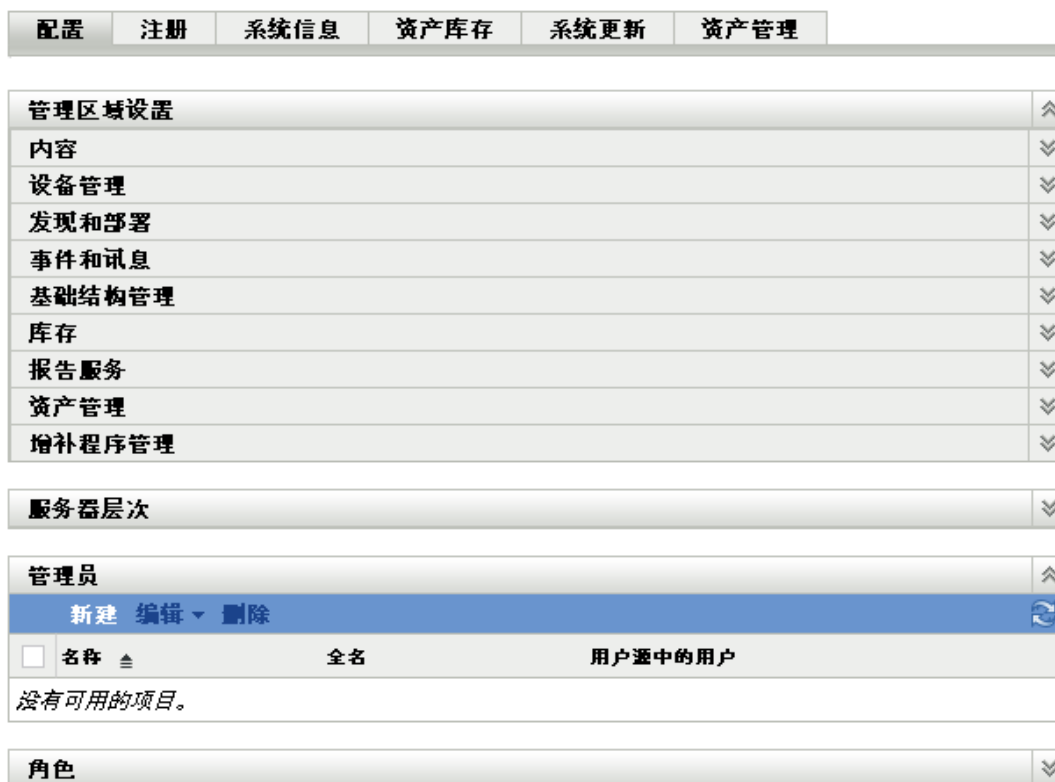 配置 注册 系统信息 资产库存 系统更新 资产管理
管理区域设置
内容
设备管理
发现和部署
事件和讯息
基础结构管理
库存
报告服务
资产管理
增补程序管理
服务器层次
管理员
新建 编辑 删除
名称 全名 用户源中的用户
没有可用的项目。
角色